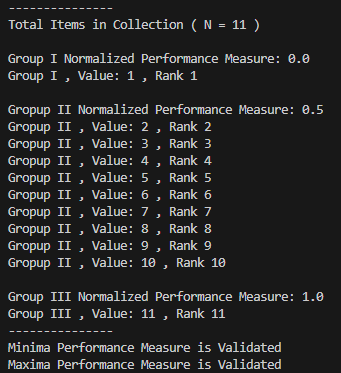 ---------------
Total Items in Collection ( N = 11 )
Group I Normalized Performance Measure: 0.0
Group I , Value: 1 , Rank 1
Gropup II Normalized Performance Measure: 0.5
Gropup II , Value: 2 , Rank 2
Gropup II , Value: 3 , Rank 3
Gropup II , Value: 4 , Rank 4
Gropup II , Value: 5 , Rank 5
Gropup II , Value: 6 , Rank 6
Gropup II , Value: 7 , Rank 7
Gropup II , Value: 8 , Rank 8
Gropup II , Value: 9 , Rank 9
Gropup II , Value: 10 , Rank 10
Group III Normalized Performance Measure: 1.0
Group III , Value: 11 , Rank 11
---------------
Minima Performance Measure is Validated
Maxima Performance Measure is Validated